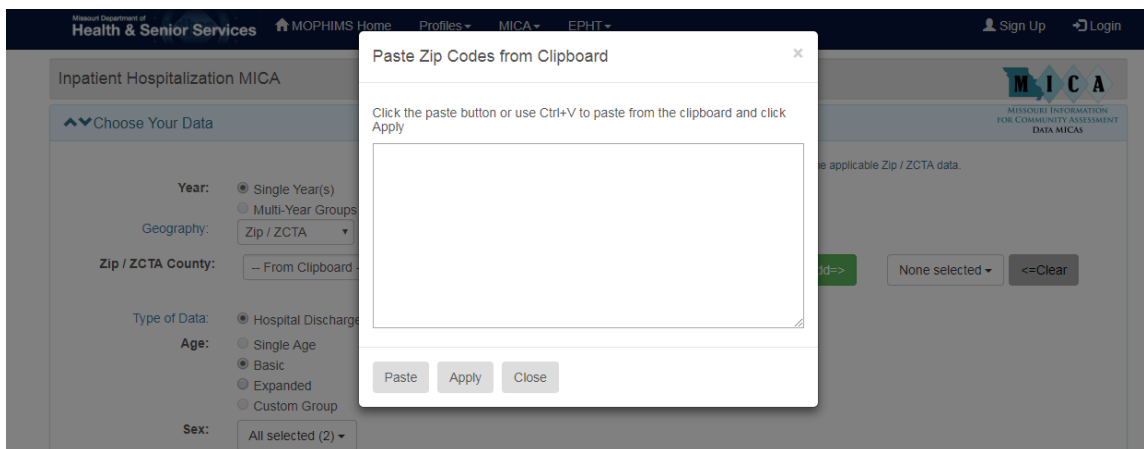 Missouri Department of
Health & Senior Services
MOPHIMS Home Profiles MICA EPHT Sign Up Login
Paste Zip Codes from Clipboard ×
Inpatient Hospitalization MICA
M I C A
MISSOURI INFORMATION
FOR COMMUNITY ASSESSMENT
DATA MICAS
Choose Your Data
Click the paste button or use Ctrl+V to paste from the clipboard and click
Apply
applicable Zip / ZCTA data.
Year: Single Year(s)
Multi-Year Groups
Geography: Zip / ZCTA
Zip / ZCTA County: -- From Clipboard - None selected <=Clear
Type of Data: Hospital Discharge
Age: Single Age
Basic
Expanded
Custom Group
Paste Apply Close
Sex: All selected (2)